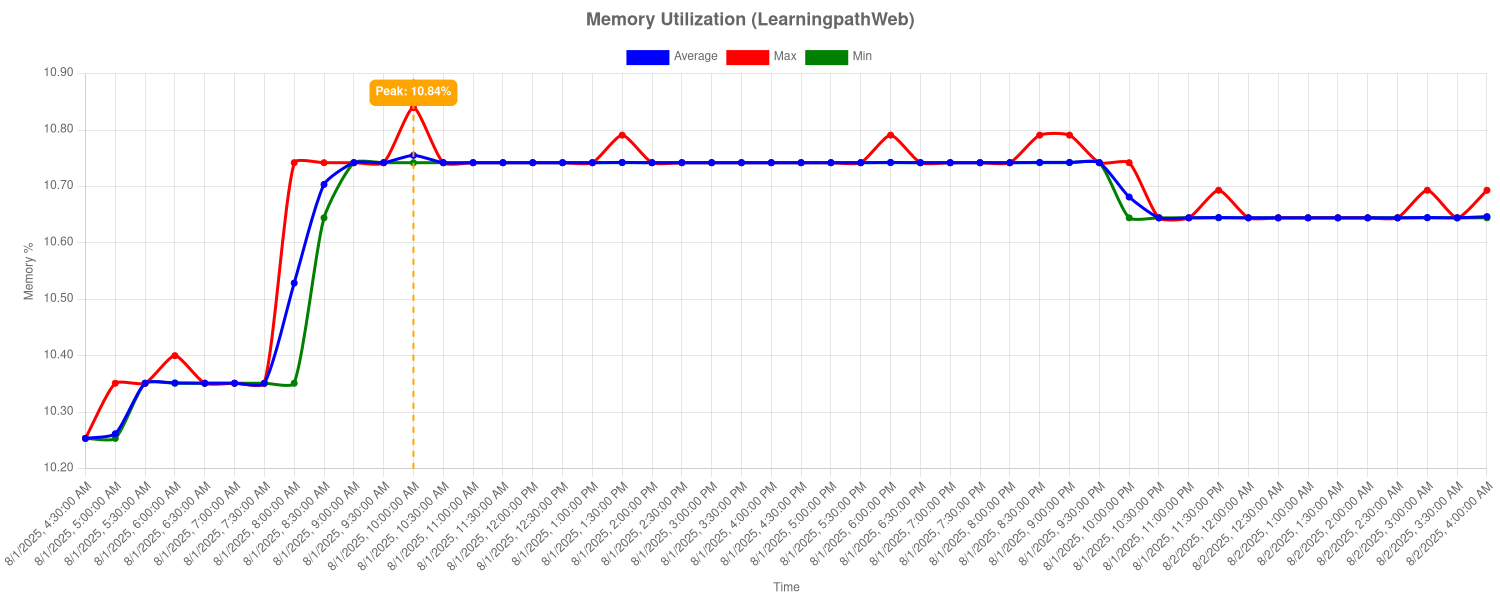 Memory Utilization (LearningpathWeb)
Average Max Min
10.90
Peak: 10.84%
10.80
10.70
10.60
Memory %
10.50
10.40
10.30
10.20
8/1/2025, 4:30:00 AM
8/1/2025, 5:00:00 AM
8/1/2025, 5:30:00 AM
8/1/2025, 6:00:00 AM
8/1/2025, 6:30:00 AM
8/1/2025, 7:00:00 AM
8/1/2025, 7:30:00 AM
8/1/2025, 8:00:00 AM
8/1/2025, 8:30:00 AM
8/1/2025, 9:00:00 AM
8/1/2025, 9:30:00 AM
8/1/2025, 10:00:00 AM
8/1/2025, 10:30:00 AM
8/1/2025, 11:00:00 AM
8/1/2025, 11:30:00 AM
8/1/2025, 12:00:00 PM
8/1/2025, 12:30:00 PM
8/1/2025, 1:00:00 PM
8/1/2025, 1:30:00 PM
8/1/2025, 2:00:00 PM
8/1/2025, 2:30:00 PM
8/1/2025, 3:00:00 PM
8/1/2025, 3:30:00 PM
8/1/2025, 4:00:00 PM
8/1/2025, 4:30:00 PM
8/1/2025, 5:00:00 PM
8/1/2025, 5:30:00 PM
8/1/2025, 6:00:00 PM
8/1/2025, 6:30:00 PM
8/1/2025, 7:00:00 PM
8/1/2025, 7:30:00 PM
8/1/2025, 8:00:00 PM
8/1/2025, 8:30:00 PM
8/1/2025, 9:00:00 PM
8/1/2025, 9:30:00 PM
8/1/2025, 10:00:00 PM
8/1/2025, 10:30:00 PM
8/1/2025, 11:00:00 PM
8/1/2025, 11:30:00 PM
8/2/2025, 12:00:00 AM
8/2/2025, 12:30:00 AM
8/2/2025, 1:00:00 AM
8/2/2025, 1:30:00 AM
8/2/2025, 2:00:00 AM
8/2/2025, 2:30:00 AM
8/2/2025, 3:00:00 AM
8/2/2025, 3:30:00 AM
8/2/2025, 4:00:00 AM
Time